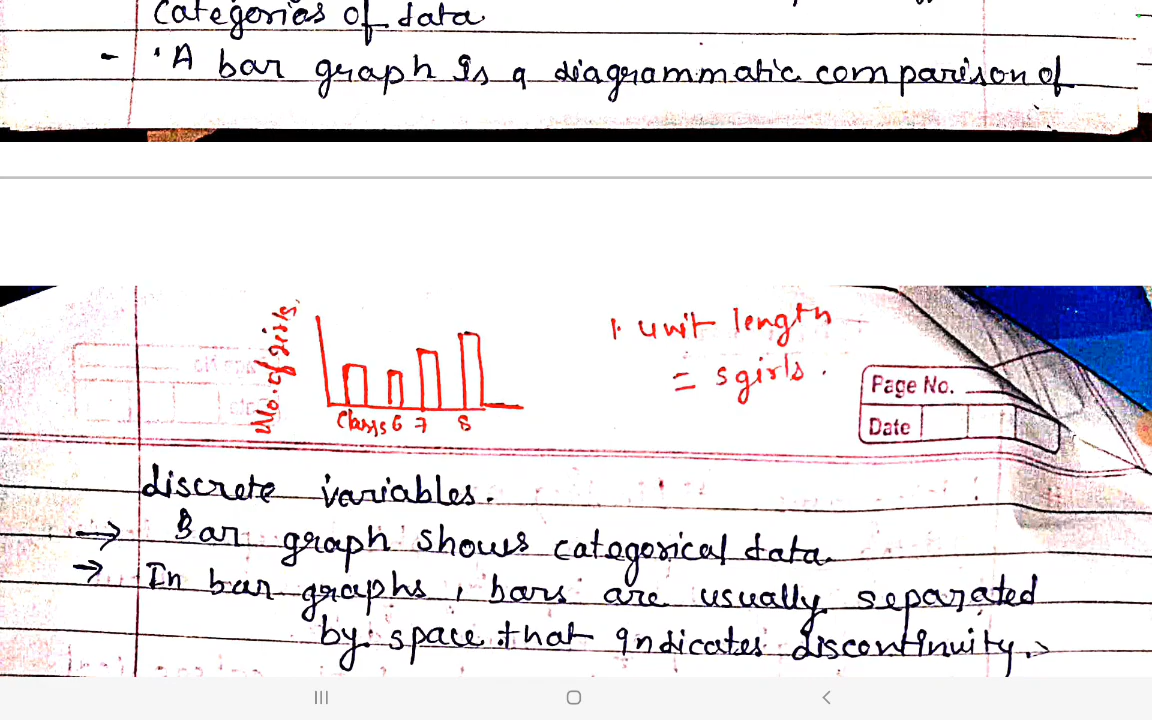 categories of data
- 'A bar graph is a diagrammatic comparison of
No. of girls.
1 unit length
= 5 girls.
Page No.
Date
Class 6 7 8
discrete variables.
→ Bar graph shows categorical data.
→ In bar graphs, bars are usually separated
by space that indicates discontinuity.